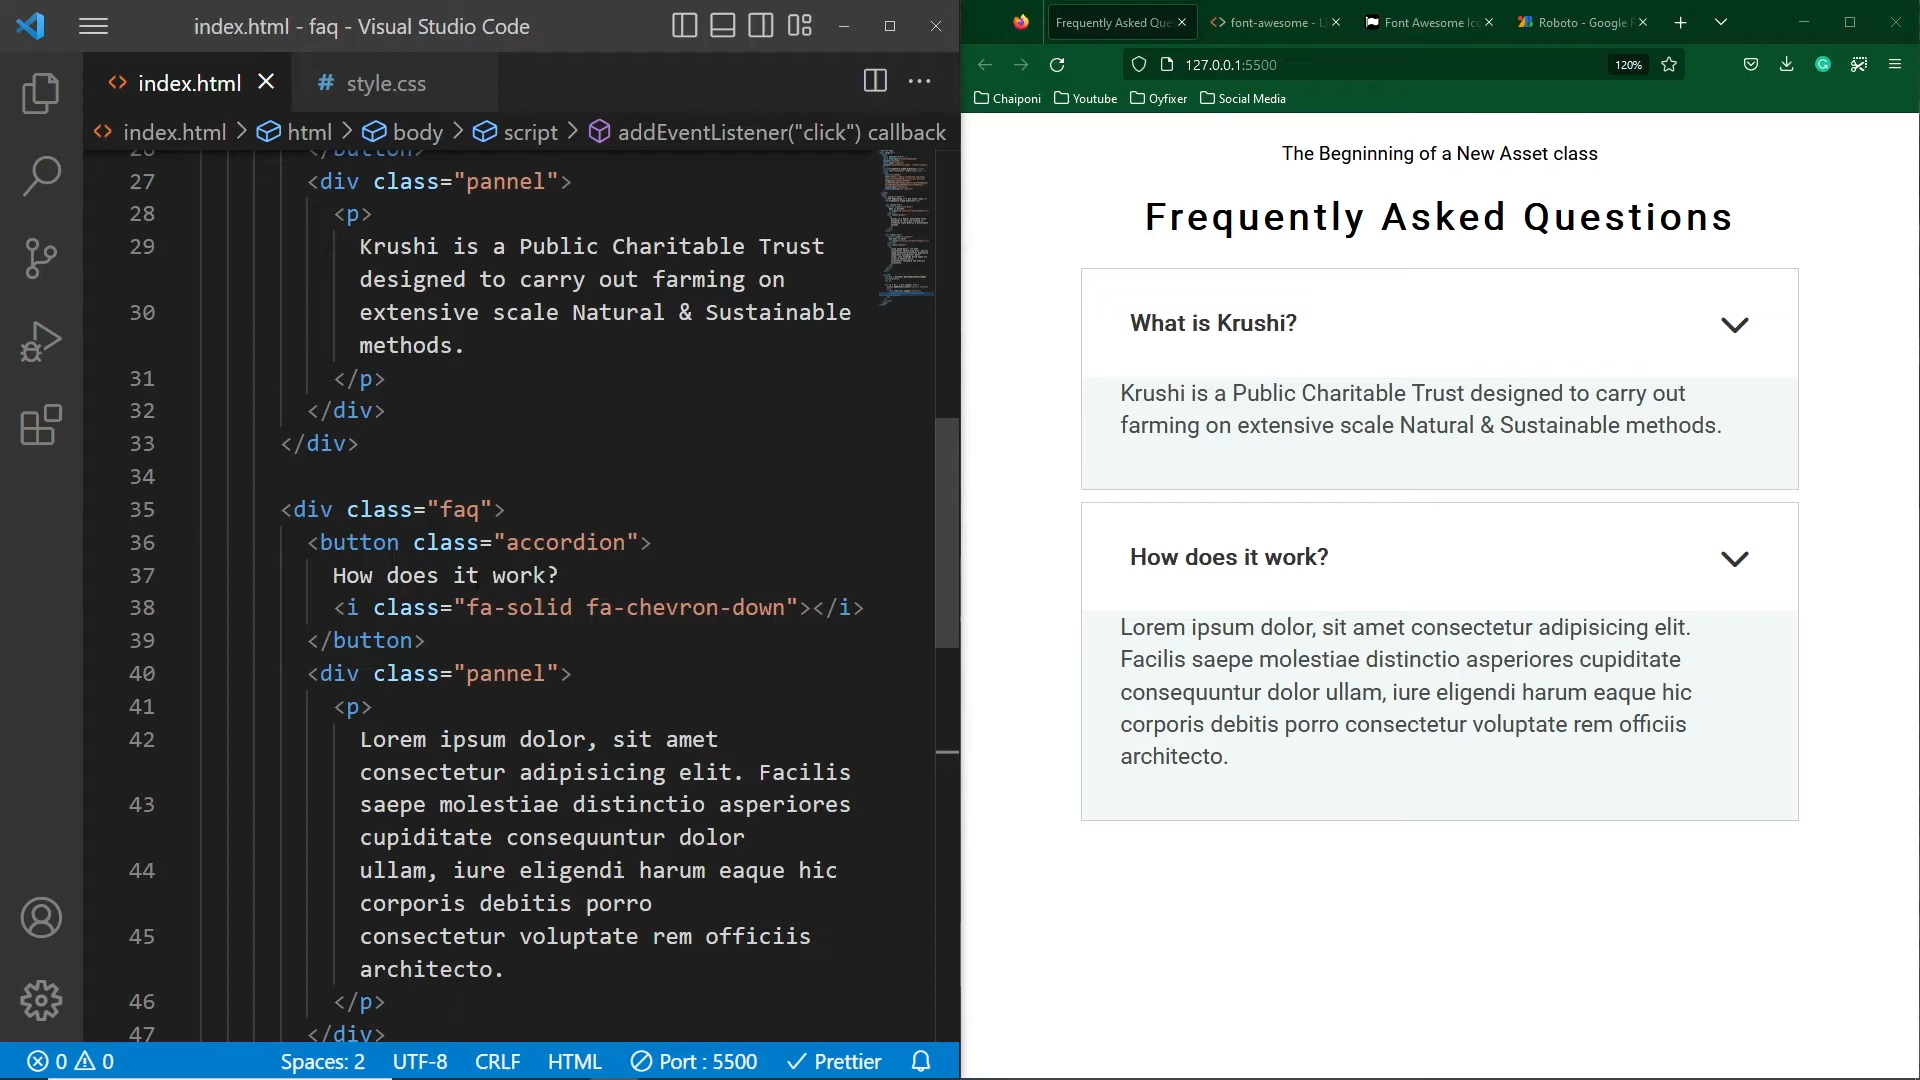 index.html - faq - Visual Studio Code
index.html
# style.css
index.html > html > body > script > addEventListener("click") callback
26 </button>
27 <div class="pannel">
28 <p>
29 Krushi is a Public Charitable Trust
designed to carry out farming on
30 extensive scale Natural & Sustainable
methods.
31 </p>
32 </div>
33 </div>
34
35 <div class="faq">
36 <button class="accordion">
37 How does it work?
38 <i class="fa-solid fa-chevron-down"></i>
39 </button>
40 <div class="pannel">
41 <p>
42 Lorem ipsum dolor, sit amet
consectetur adipisicing elit. Facilis
43 saepe molestiae distinctio asperiores
cupiditate consequuntur dolor
44 ullam, iure eligendi harum eaque hic
corporis debitis porro
45 consectetur voluptate rem officiis
architecto.
46 </p>
47 </div>
0 0 Spaces: 2 UTF-8 CRLF HTML Port : 5500 Prettier
Frequently Asked Que
font-awesome - Li
Font Awesome Ico
Roboto - Google F
127.0.0.1:5500
120%
Chaiponi Youtube Oyfixer Social Media
The Begninning of a New Asset class
Frequently Asked Questions
What is Krushi?
Krushi is a Public Charitable Trust designed to carry out
farming on extensive scale Natural & Sustainable methods.
How does it work?
Lorem ipsum dolor, sit amet consectetur adipisicing elit.
Facilis saepe molestiae distinctio asperiores cupiditate
consequuntur dolor ullam, iure eligendi harum eaque hic
corporis debitis porro consectetur voluptate rem officiis
architecto.